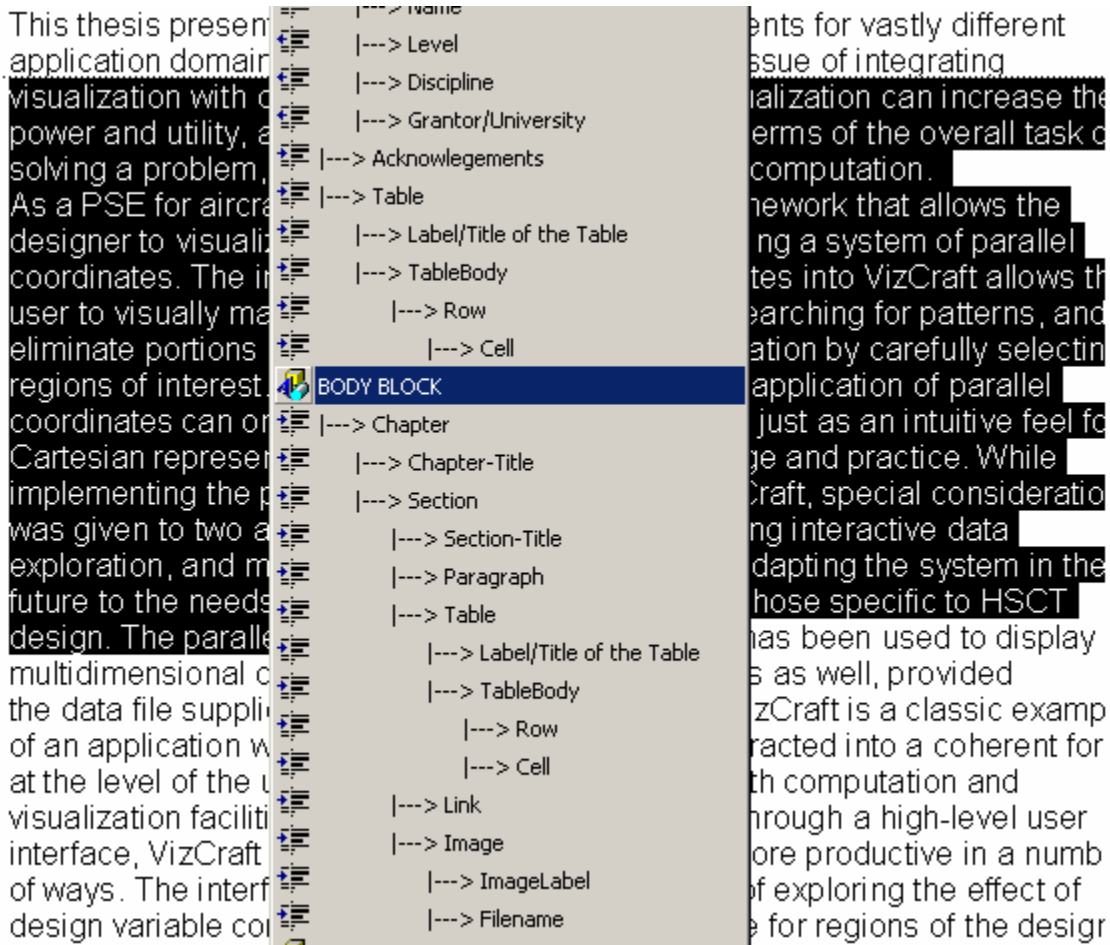 This thesis presen
application domain
visualization with c
power and utility, a
solving a problem,
As a PSE for aircra
designer to visuali
coordinates. The i
user to visually ma
eliminate portions
regions of interest.
coordinates can or
Cartesian represer
implementing the p
was given to two a
exploration, and m
future to the needs
design. The paralle
multidimensional c
the data file suppli
of an application w
at the level of the u
visualization faciliti
interface, VizCraft
of ways. The interf
design variable co
|---> Name
|---> Level
|---> Discipline
|---> Grantor/University
|---> Acknowlegements
|---> Table
|---> Label/Title of the Table
|---> TableBody
|---> Row
|---> Cell
BODY BLOCK
|---> Chapter
|---> Chapter-Title
|---> Section
|---> Section-Title
|---> Paragraph
|---> Table
|---> Label/Title of the Table
|---> TableBody
|---> Row
|---> Cell
|---> Link
|---> Image
|---> ImageLabel
|---> Filename
ents for vastly different
ssue of integrating
ialization can increase the
erms of the overall task o
computation.
nework that allows the
ng a system of parallel
tes into VizCraft allows th
earching for patterns, and
ation by carefully selectin
application of parallel
just as an intuitive feel fo
ge and practice. While
Craft, special consideratio
ng interactive data
dapting the system in the
hose specific to HSCT
has been used to display
s as well, provided
zCraft is a classic examp
racted into a coherent for
th computation and
hrough a high-level user
ore productive in a numb
of exploring the effect of
e for regions of the design